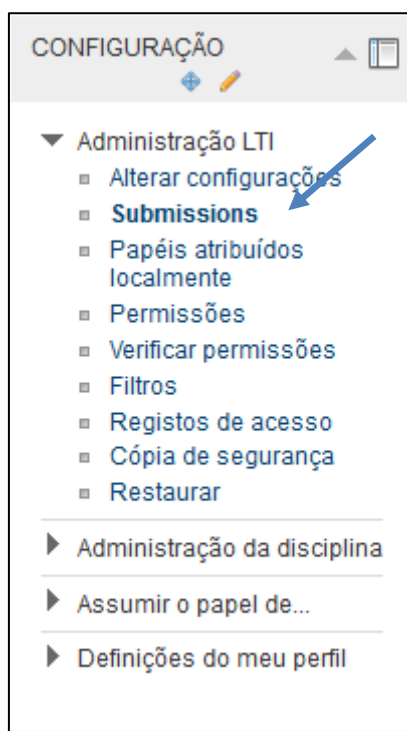 CONFIGURAÇÃO
Administração LTI
Alterar configurações
Submissions
Papéis atribuídos
localmente
Permissões
Verificar permissões
Filtros
Registos de acesso
Cópia de segurança
Restaurar
Administração da disciplina
Assumir o papel de...
Definições do meu perfil